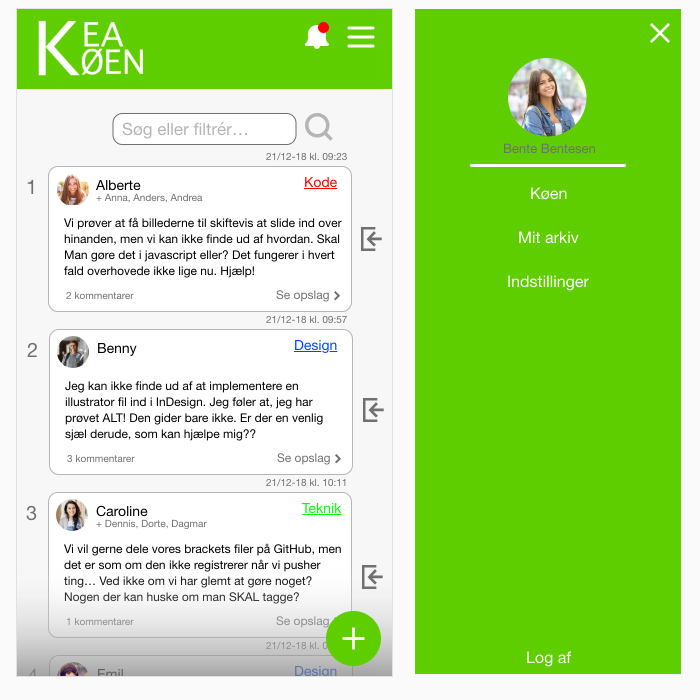 KEA
KØEN
Søg eller filtrér…
21/12-18 kl. 09:23
1
Alberte
Kode
+ Anna, Anders, Andrea
Vi prøver at få billederne til skiftevis at slide ind over
hinanden, men vi kan ikke finde ud af hvordan. Skal
Man gøre det i javascript eller? Det fungerer i hvert
fald overhovede ikke lige nu. Hjælp!
2 kommentarer
Se opslag
21/12-18 kl. 09:57
2
Benny
Design
Jeg kan ikke finde ud af at implementere en
illustrator fil ind i InDesign. Jeg føler at, jeg har
prøvet ALT! Den gider bare ikke. Er der en venlig
sjæl derude, som kan hjælpe mig??
3 kommentarer
Se opslag
21/12-18 kl. 10:11
3
Caroline
Teknik
+ Dennis, Dorte, Dagmar
Vi vil gerne dele vores brackets filer på GitHub, men
det er som om den ikke registrerer når vi pusher
ting… Ved ikke om vi har glemt at gøre noget?
Nogen der kan huske om man SKAL tagge?
1 kommentarer
Se opslag
21/12-18 kl.
4
Emil
Design
Bente Bentesen
Køen
Mit arkiv
Indstillinger
Log af